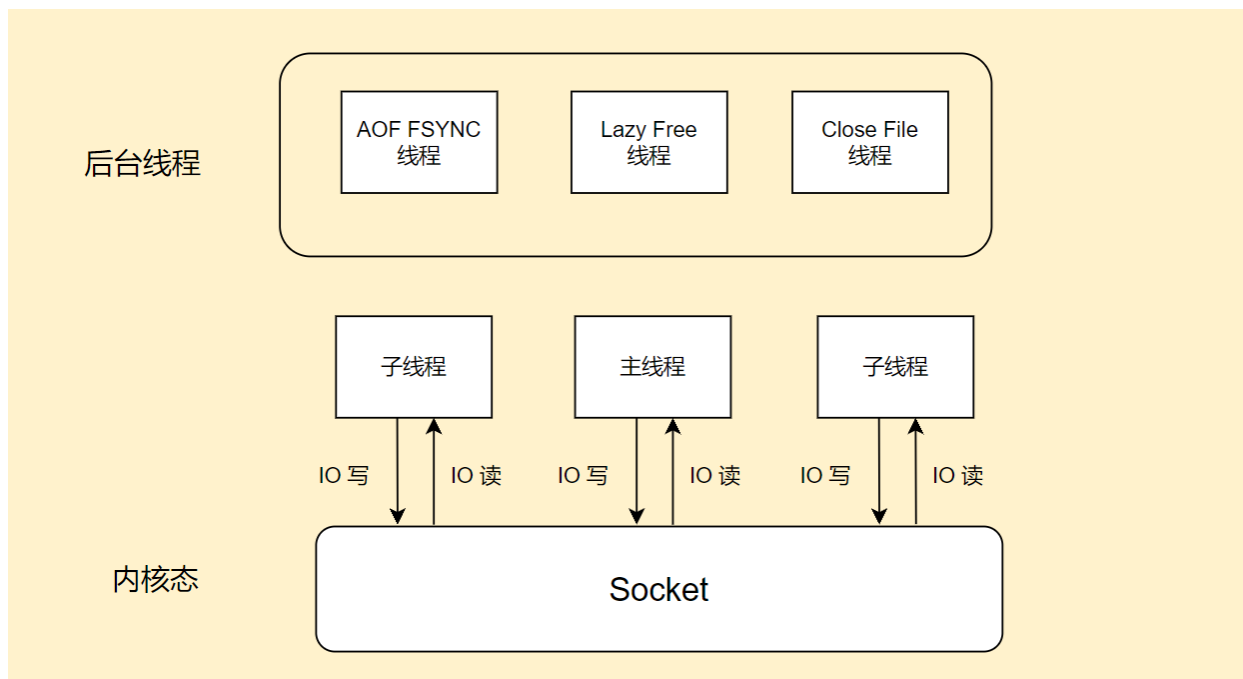 AOF FSYNC
线程
Lazy Free
线程
Close File
线程
后台线程
子线程
主线程
子线程
IO 写
IO 读
IO 写
IO 读
IO 写
IO 读
内核态
Socket